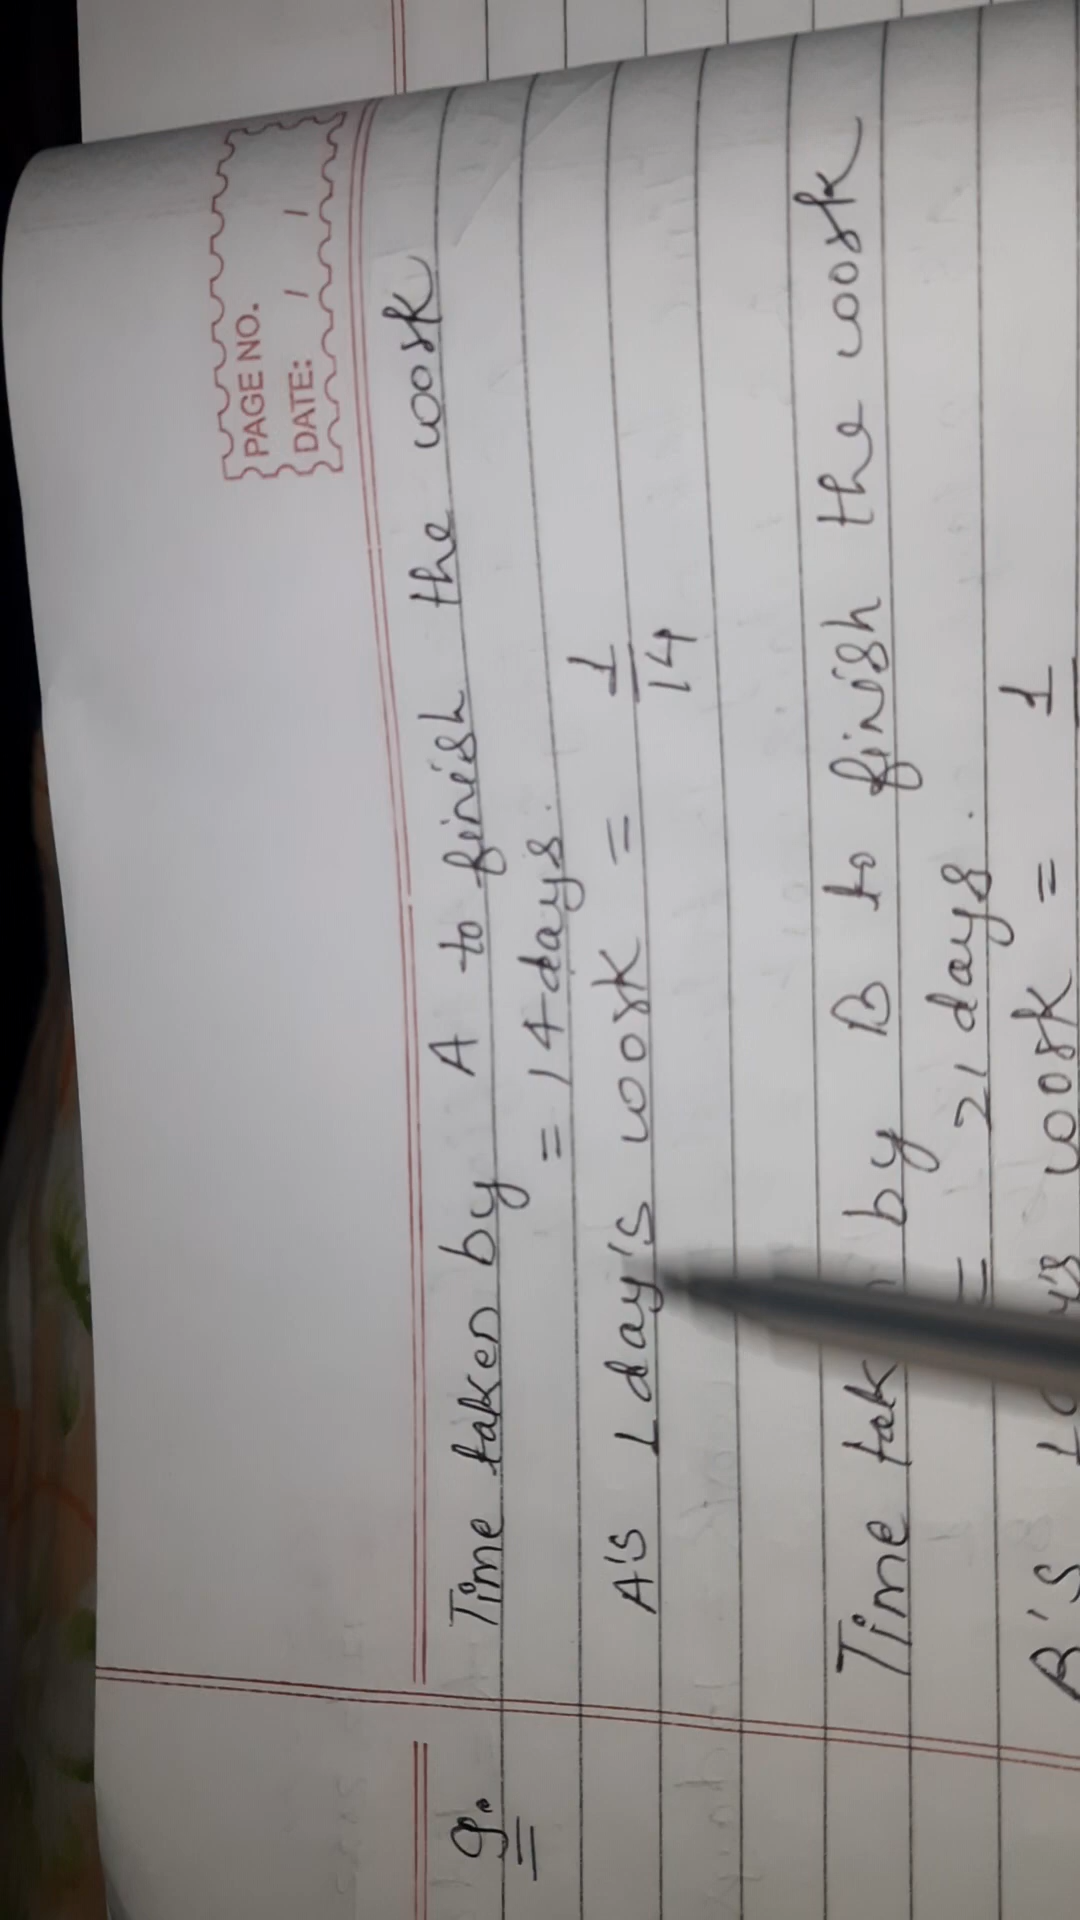 PAGE NO.
DATE: / /
9. Time taken by A to finish the work
= 14 days.
A's 1 day's work = 1/14
Time by B to finish the work
= 21 days.
B's work = 1